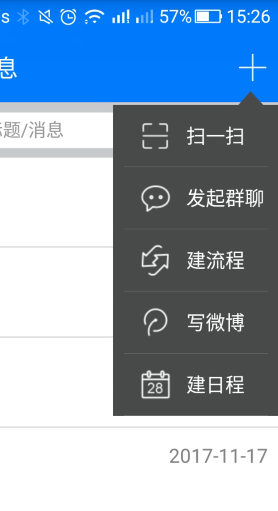 s 57% 15:26
息
标题/消息
扫一扫
发起群聊
建流程
写微博
28
建日程
2017-11-17